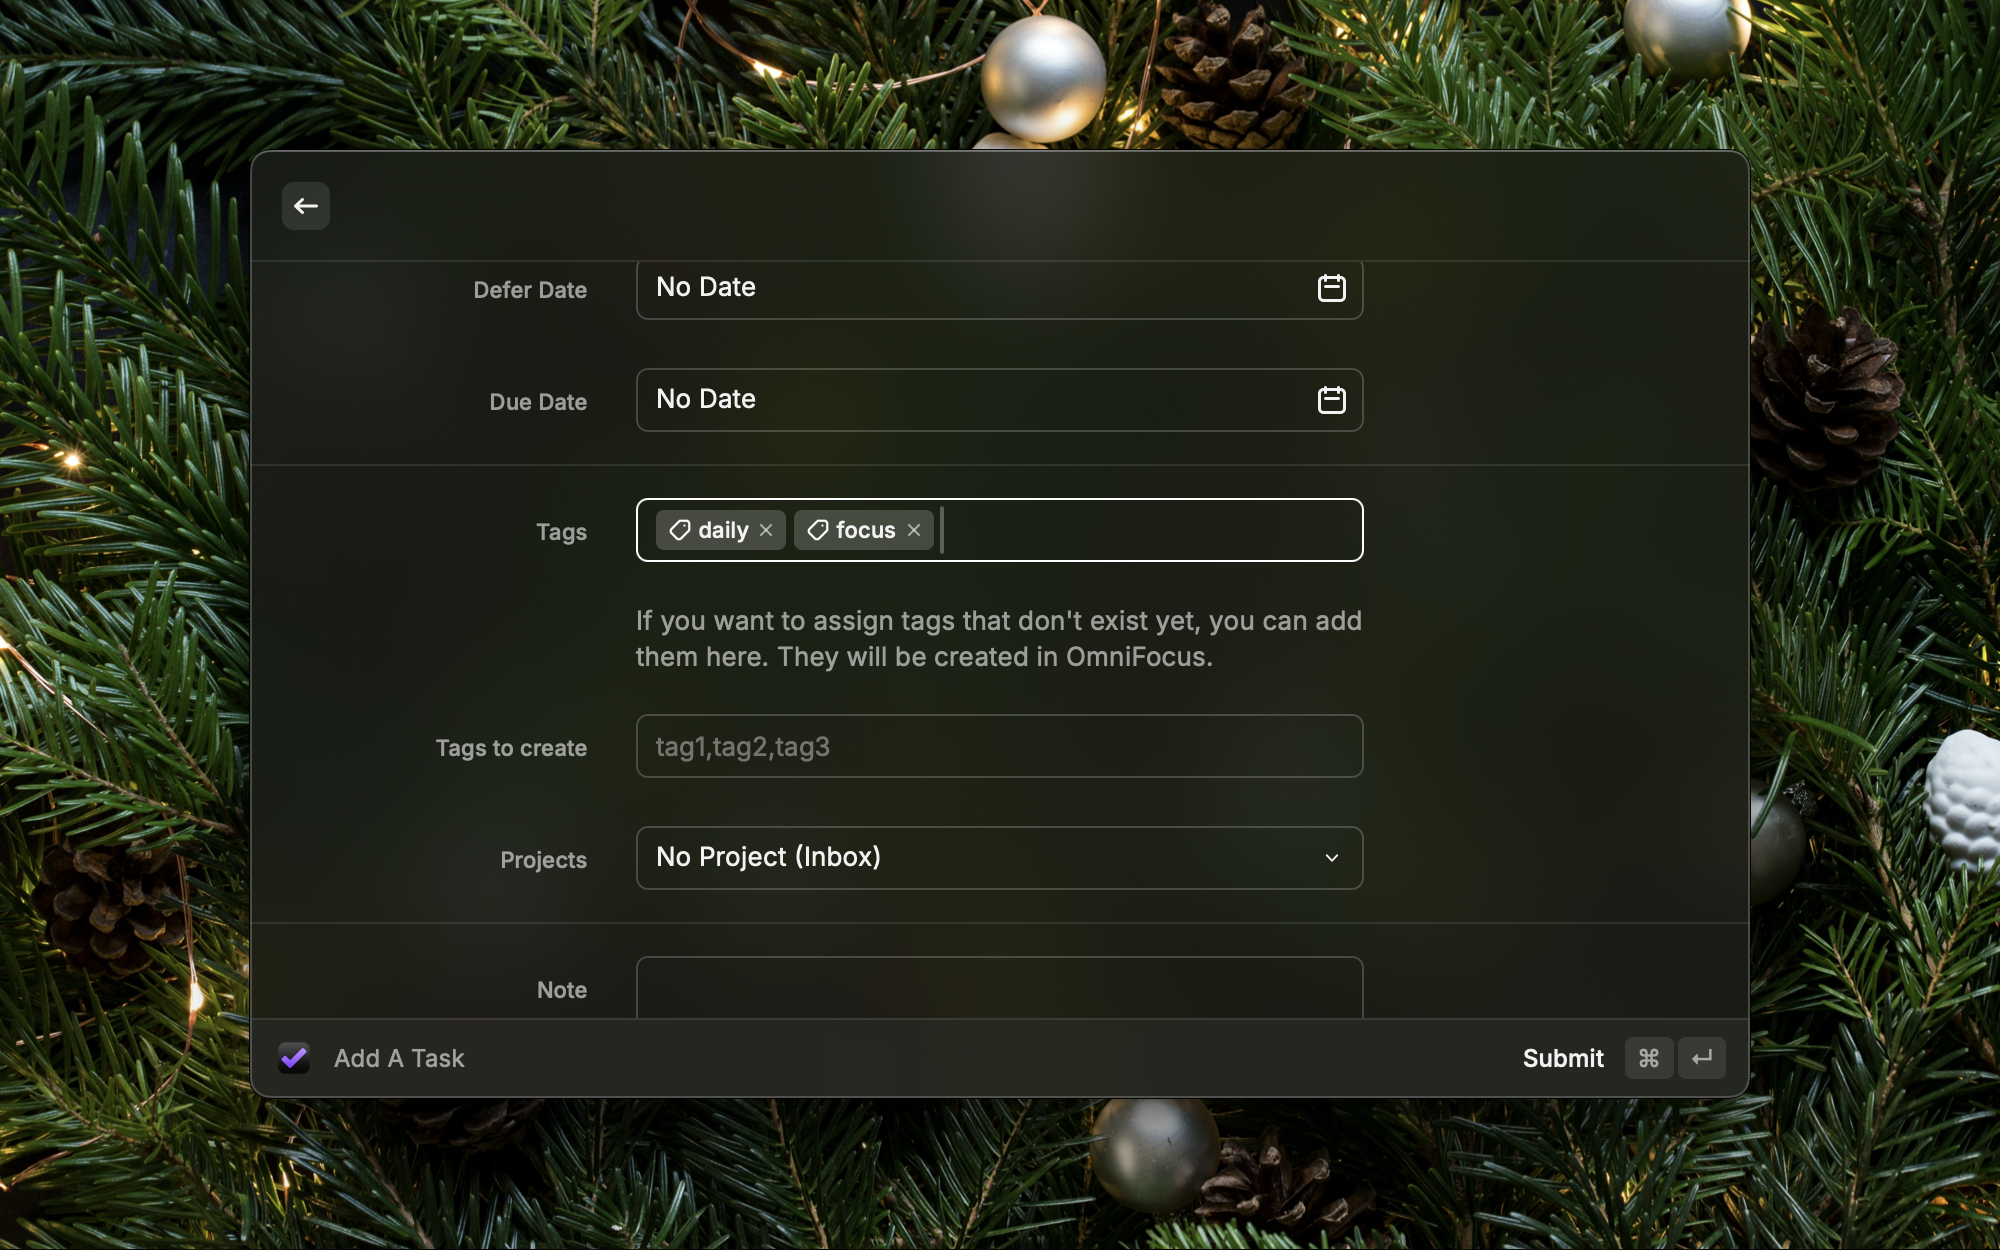 Defer Date
No Date
Due Date
No Date
Tags
daily
focus
If you want to assign tags that don't exist yet, you can add
them here. They will be created in OmniFocus.
Tags to create
tag1,tag2,tag3
Projects
No Project (Inbox)
Note
Add A Task
Submit ⌘ ↵